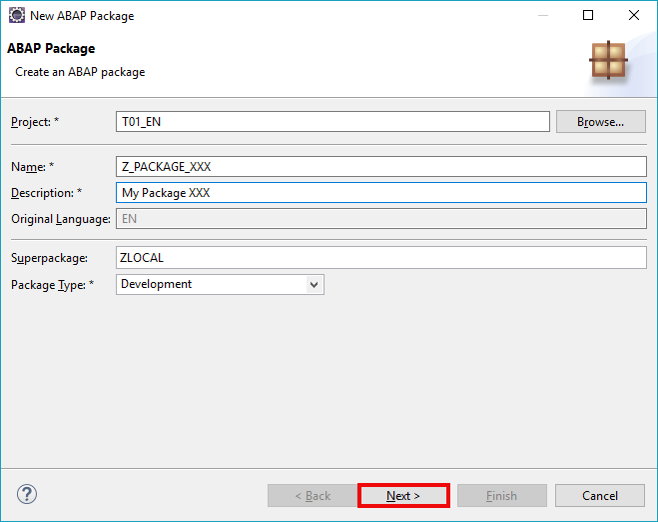 New ABAP Package
ABAP Package
Create an ABAP package
Project: * T01_EN Browse...
Name: * Z_PACKAGE_XXX
Description: * My Package XXX
Original Language: EN
Superpackage: ZLOCAL
Package Type: * Development
? < Back Next > Finish Cancel